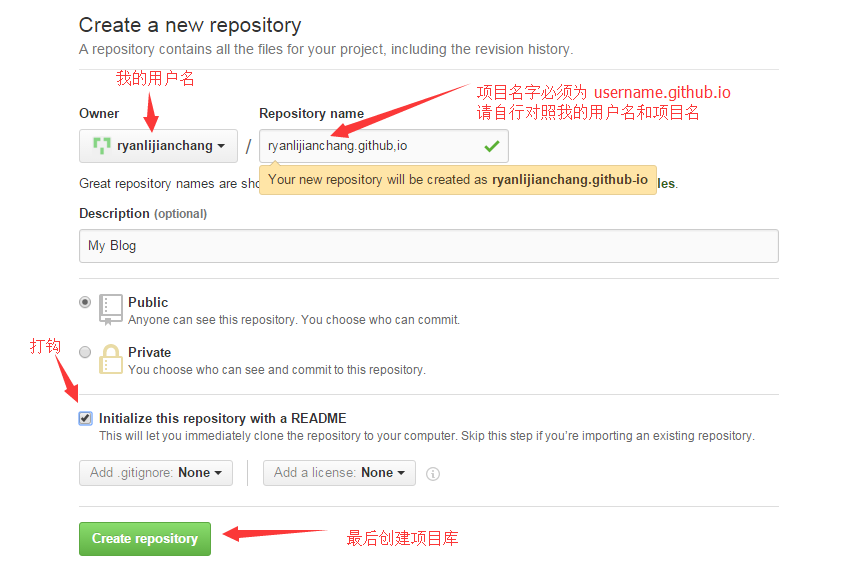 Create a new repository
A repository contains all the files for your project, including the revision history.
我的用户名
项目名字必须为 username.github.io
请自行对照我的用户名和项目名
Owner
Repository name
ryanlijianchang
/
ryanlijianchang.github,io
Great repository names are sho
les.
Your new repository will be created as ryanlijianchang.github-io
Description (optional)
My Blog
Public
Anyone can see this repository. You choose who can commit.
打钩
Private
You choose who can see and commit to this repository.
Initialize this repository with a README
This will let you immediately clone the repository to your computer. Skip this step if you're importing an existing repository.
Add .gitignore: None
Add a license: None
Create repository
最后创建项目库